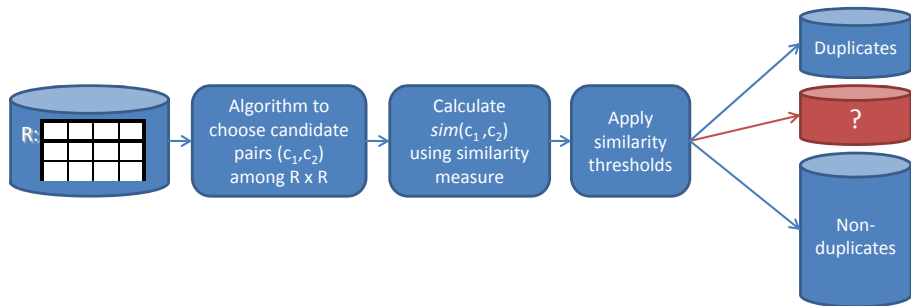 R:
Algorithm to
choose candidate
pairs (c₁,c₂)
among R x R
Calculate
sim(c₁ ,c₂)
using similarity
measure
Apply
similarity
thresholds
Duplicates
?
Non-
duplicates